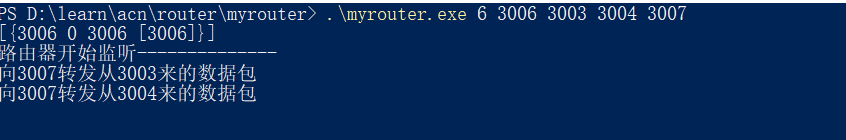 PS D:\learn\acn\router\myrouter> .\myrouter.exe 6 3006 3003 3004 3007
[{3006 0 3006 [3006]}]
路由器开始监听--------------
向3007转发从3003来的数据包
向3007转发从3004来的数据包